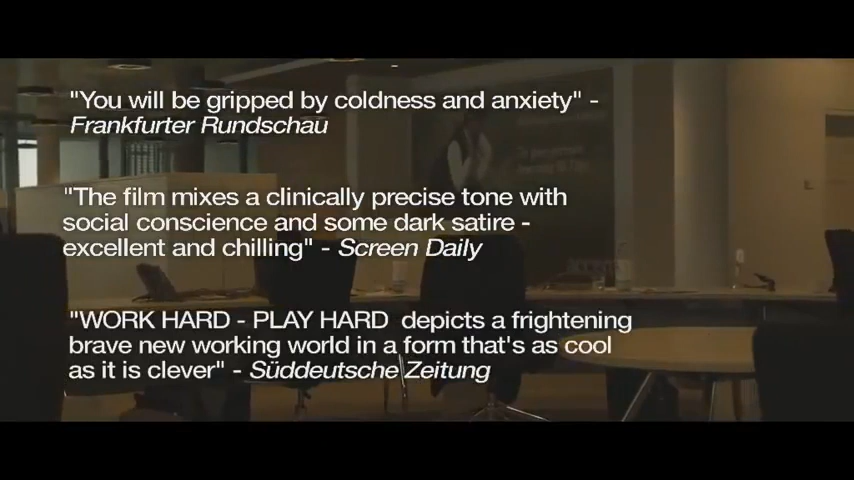 "You will be gripped by coldness and anxiety" -
Frankfurter Rundschau
"The film mixes a clinically precise tone with
social conscience and some dark satire -
excellent and chilling" - Screen Daily
"WORK HARD - PLAY HARD depicts a frightening
brave new working world in a form that's as cool
as it is clever" - Süddeutsche Zeitung